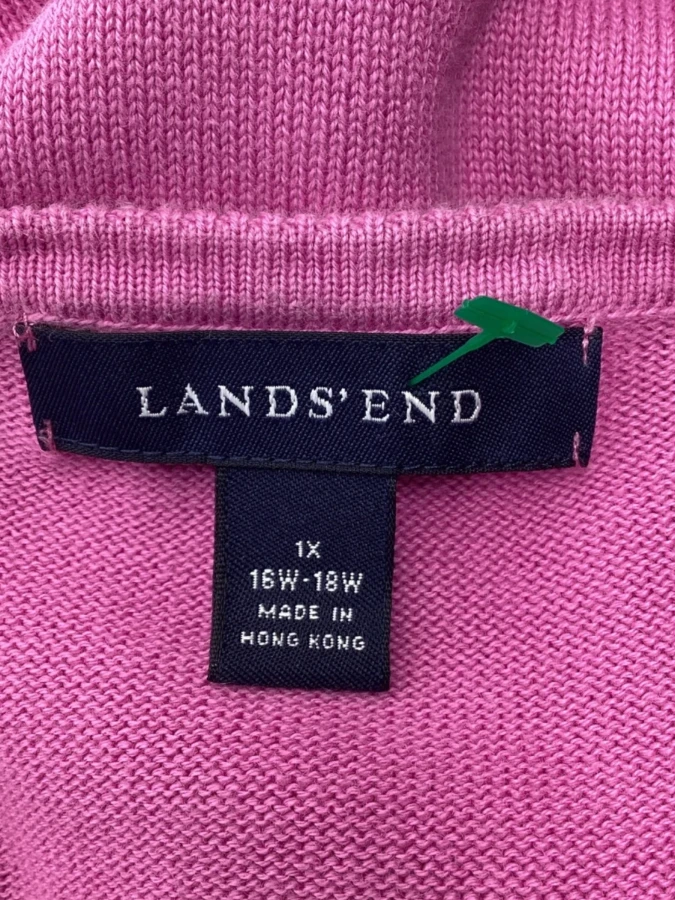 LANDS' END
1X
16W-18W
MADE IN
HONG KONG